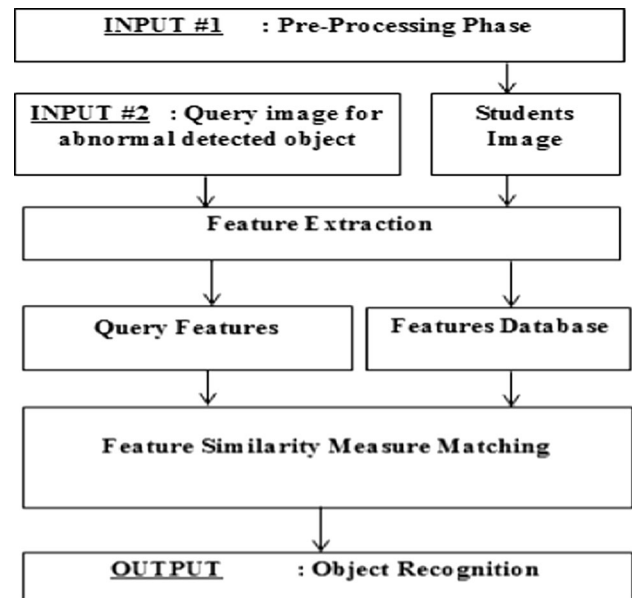 INPUT #1 : Pre-Processing Phase
INPUT #2 : Query image for
abnormal detected object
Students
Image
Feature Extraction
Query Features
Features Database
Feature Similarity Measure Matching
OUTPUT : Object Recognition